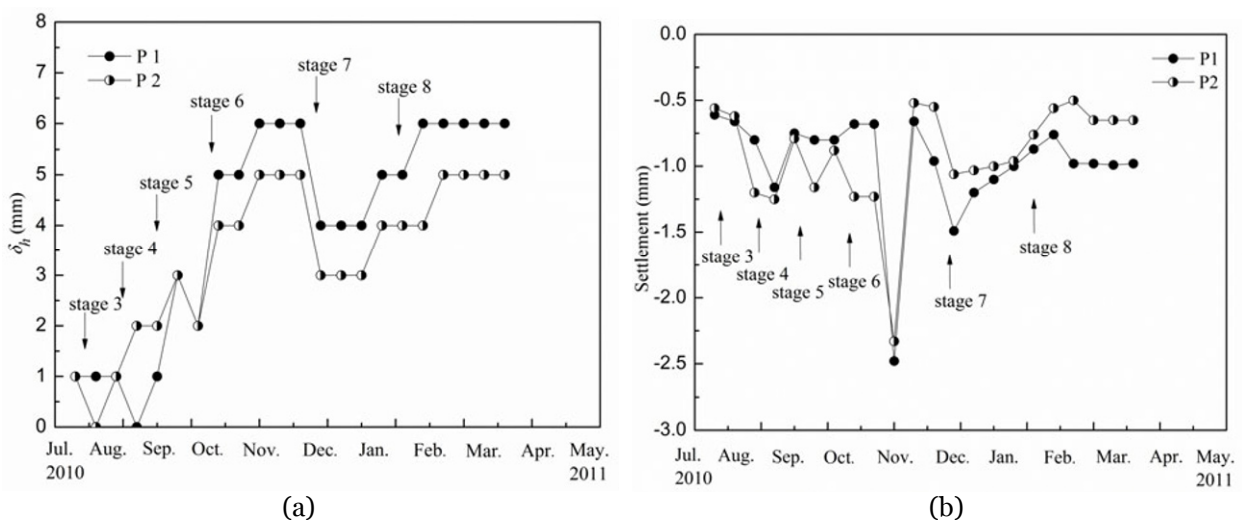 8
7
6
5
4
3
2
1
0
δh (mm)
P 1
P 2
stage 3
stage 4
stage 5
stage 6
stage 7
stage 8
Jul. Aug. Sep. Oct. Nov. Dec. Jan. Feb. Mar. Apr. May.
2010 2011
(a)
0.0
-0.5
-1.0
-1.5
-2.0
-2.5
-3.0
Settlement (mm)
P1
P2
stage 3
stage 4
stage 5
stage 6
stage 7
stage 8
Jul. Aug. Sep. Oct. Nov. Dec. Jan. Feb. Mar. Apr. May.
2010 2011
(b)